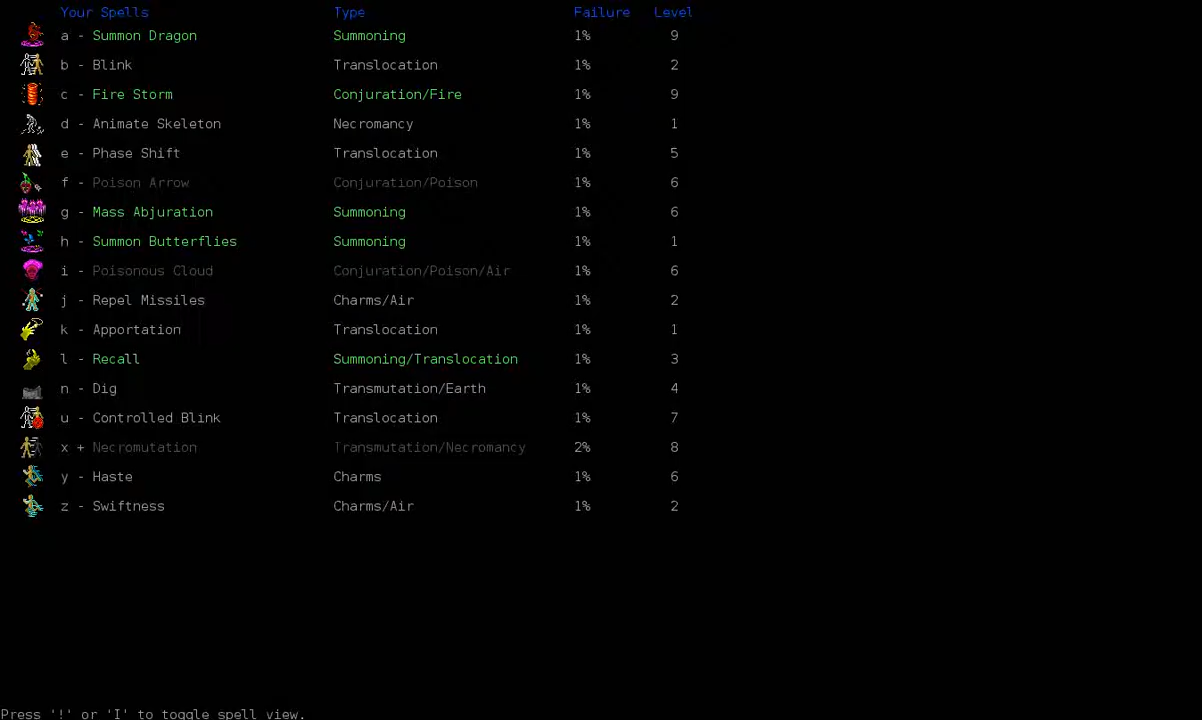 Your Spells Type Failure Level
a - Summon Dragon Summoning 1% 9
b - Blink Translocation 1% 2
c - Fire Storm Conjuration/Fire 1% 9
d - Animate Skeleton Necromancy 1% 1
e - Phase Shift Translocation 1% 5
f - Poison Arrow Conjuration/Poison 1% 6
g - Mass Abjuration Summoning 1% 6
h - Summon Butterflies Summoning 1% 1
i - Poisonous Cloud Conjuration/Poison/Air 1% 6
j - Repel Missiles Charms/Air 1% 2
k - Apportation Translocation 1% 1
l - Recall Summoning/Translocation 1% 3
n - Dig Transmutation/Earth 1% 4
u - Controlled Blink Translocation 1% 7
x + Necromutation Transmutation/Necromancy 2% 8
y - Haste Charms 1% 6
z - Swiftness Charms/Air 1% 2
Press '!' or 'I' to toggle spell view.